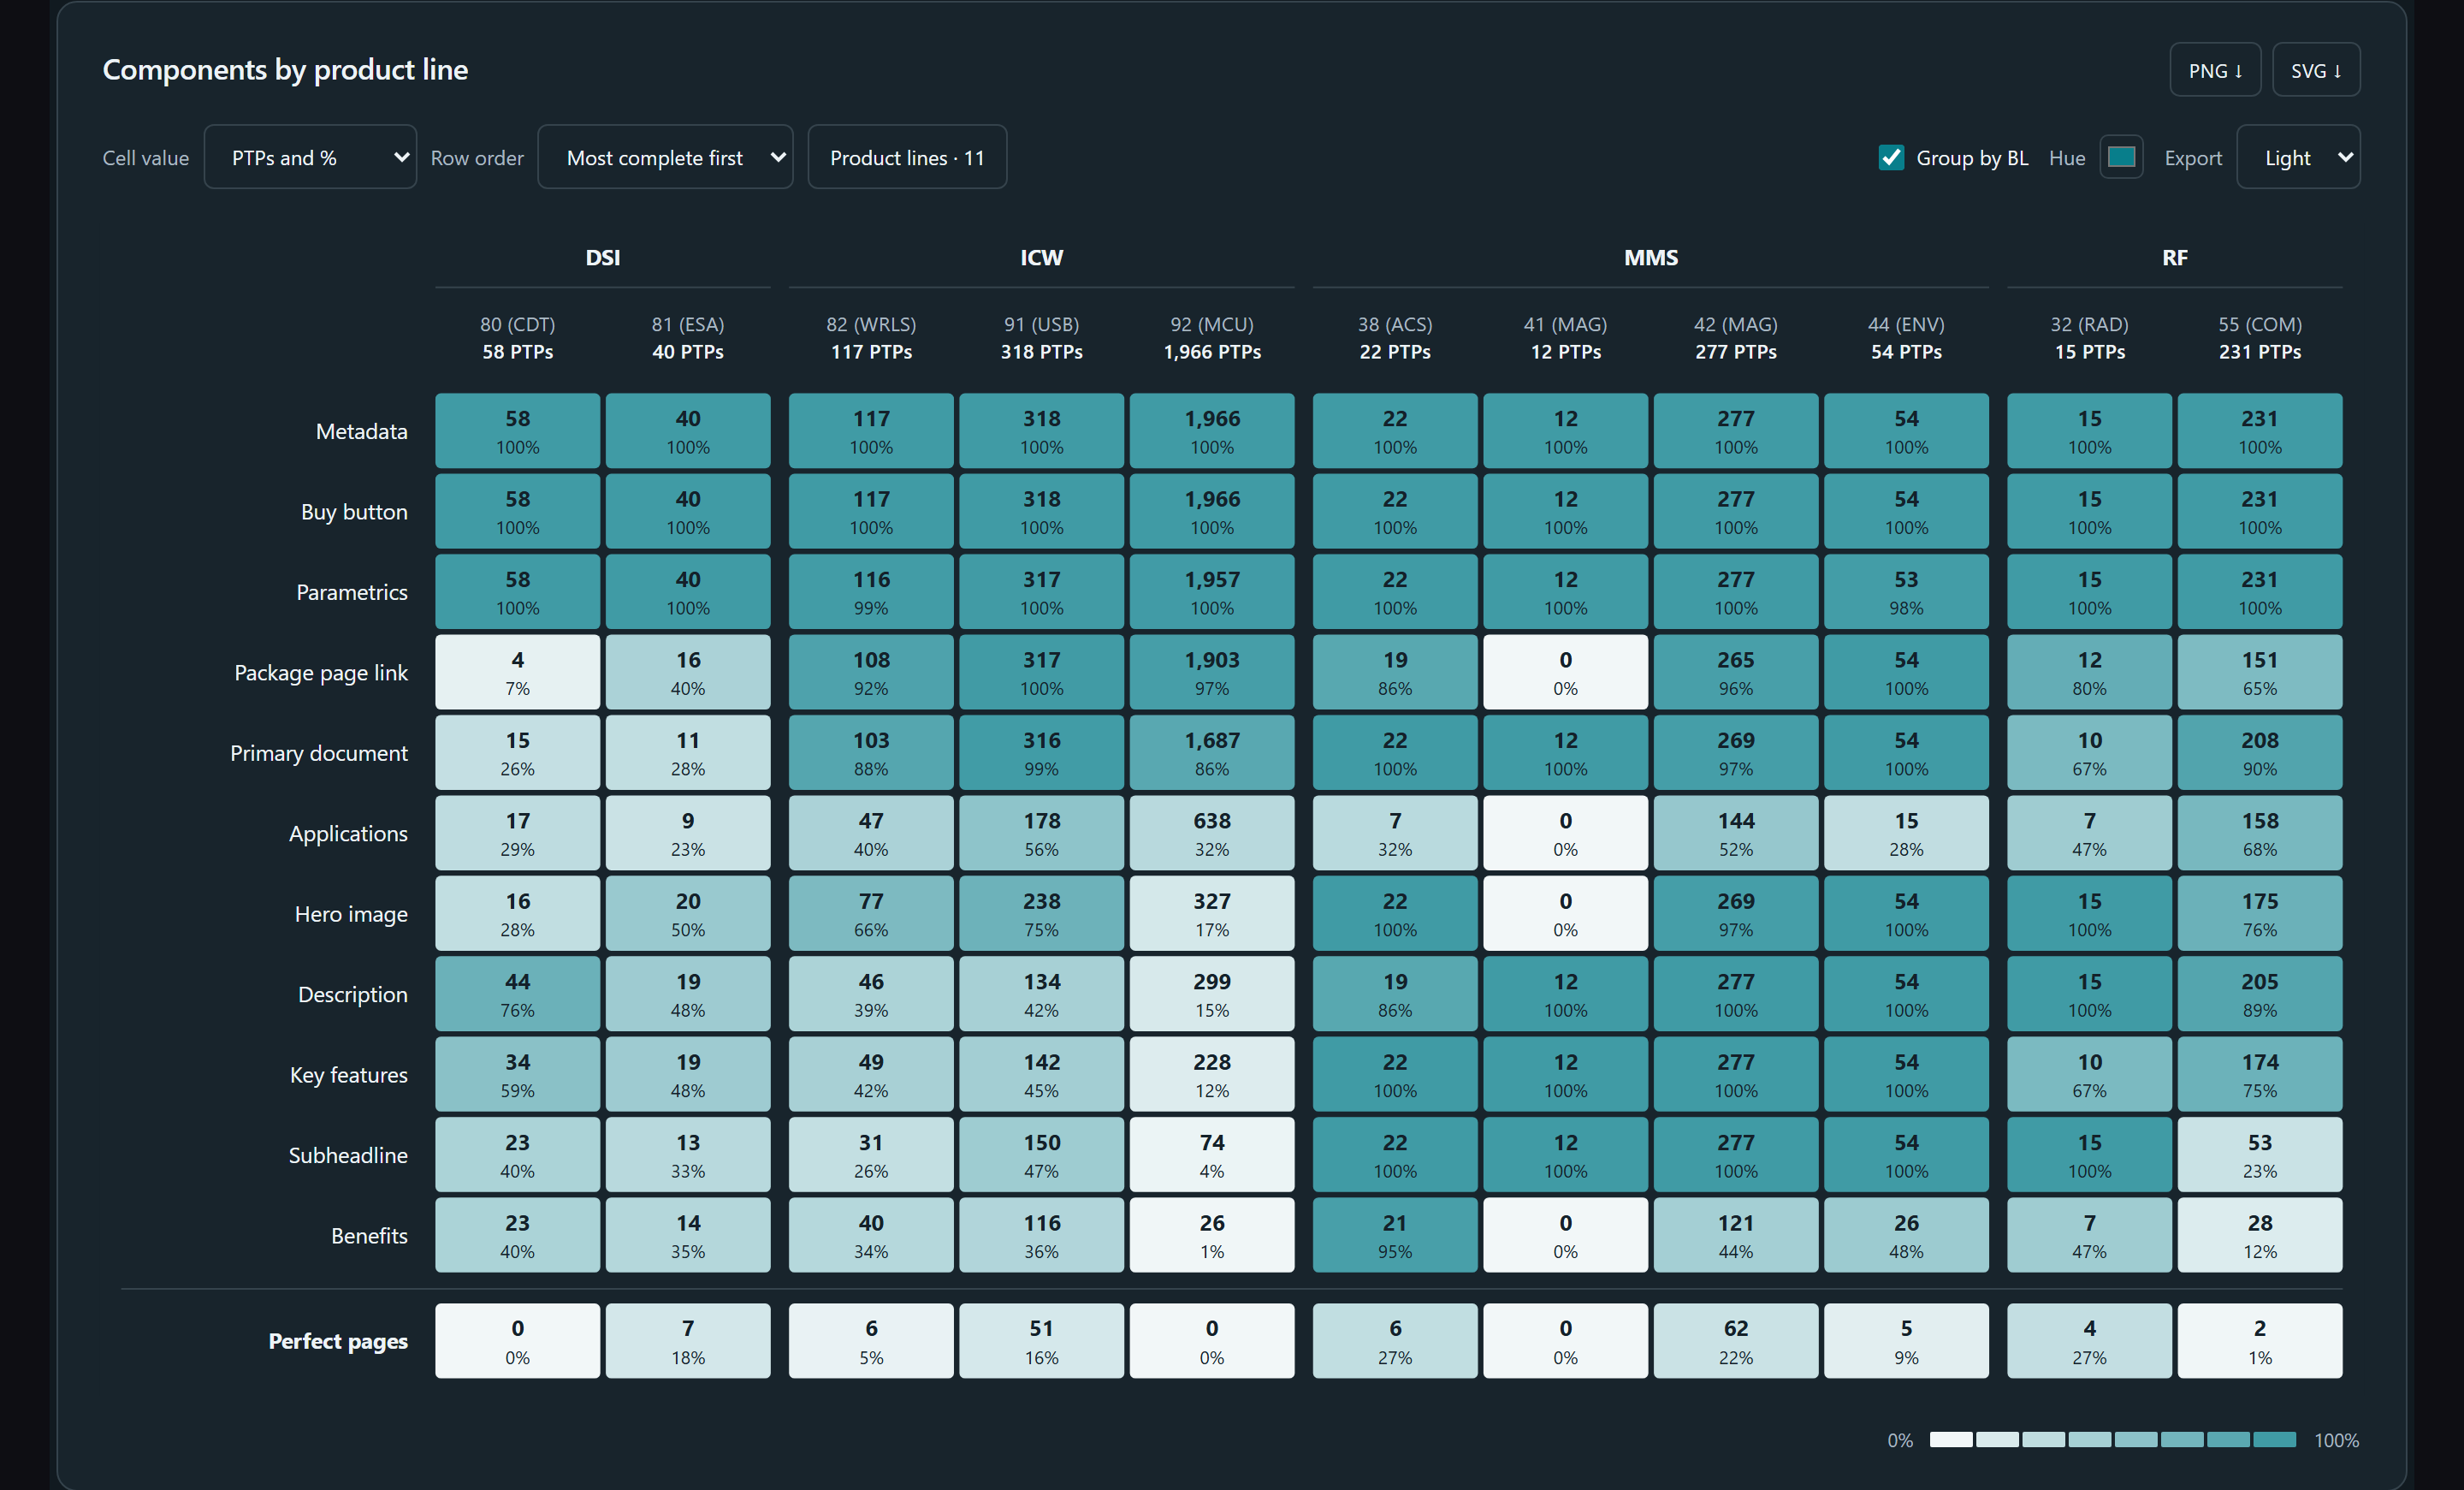 Components by product line
PNG ↓ SVG ↓
Cell value PTPs and % Row order Most complete first Product lines · 11 Group by BL Hue Export Light
DSI ICW MMS RF
80 (CDT) 81 (ESA) 82 (WRLS) 91 (USB) 92 (MCU) 38 (ACS) 41 (MAG) 42 (MAG) 44 (ENV) 32 (RAD) 55 (COM)
58 PTPs 40 PTPs 117 PTPs 318 PTPs 1,966 PTPs 22 PTPs 12 PTPs 277 PTPs 54 PTPs 15 PTPs 231 PTPs
Metadata
58 40 117 318 1,966 22 12 277 54 15 231
100% 100% 100% 100% 100% 100% 100% 100% 100% 100% 100%
Buy button
58 40 117 318 1,966 22 12 277 54 15 231
100% 100% 100% 100% 100% 100% 100% 100% 100% 100% 100%
Parametrics
58 40 116 317 1,957 22 12 277 53 15 231
100% 100% 99% 100% 100% 100% 100% 100% 98% 100% 100%
Package page link
4 16 108 317 1,903 19 0 265 54 12 151
7% 40% 92% 100% 97% 86% 0% 96% 100% 80% 65%
Primary document
15 11 103 316 1,687 22 12 269 54 10 208
26% 28% 88% 99% 86% 100% 100% 97% 100% 67% 90%
Applications
17 9 47 178 638 7 0 144 15 7 158
29% 23% 40% 56% 32% 32% 0% 52% 28% 47% 68%
Hero image
16 20 77 238 327 22 0 269 54 15 175
28% 50% 66% 75% 17% 100% 0% 97% 100% 100% 76%
Description
44 19 46 134 299 19 12 277 54 15 205
76% 48% 39% 42% 15% 86% 100% 100% 100% 100% 89%
Key features
34 19 49 142 228 22 12 277 54 10 174
59% 48% 42% 45% 12% 100% 100% 100% 100% 67% 75%
Subheadline
23 13 31 150 74 22 12 277 54 15 53
40% 33% 26% 47% 4% 100% 100% 100% 100% 100% 23%
Benefits
23 14 40 116 26 21 0 121 26 7 28
40% 35% 34% 36% 1% 95% 0% 44% 48% 47% 12%
Perfect pages
0 7 6 51 0 6 0 62 5 4 2
0% 18% 5% 16% 0% 27% 0% 22% 9% 27% 1%
0% 100%